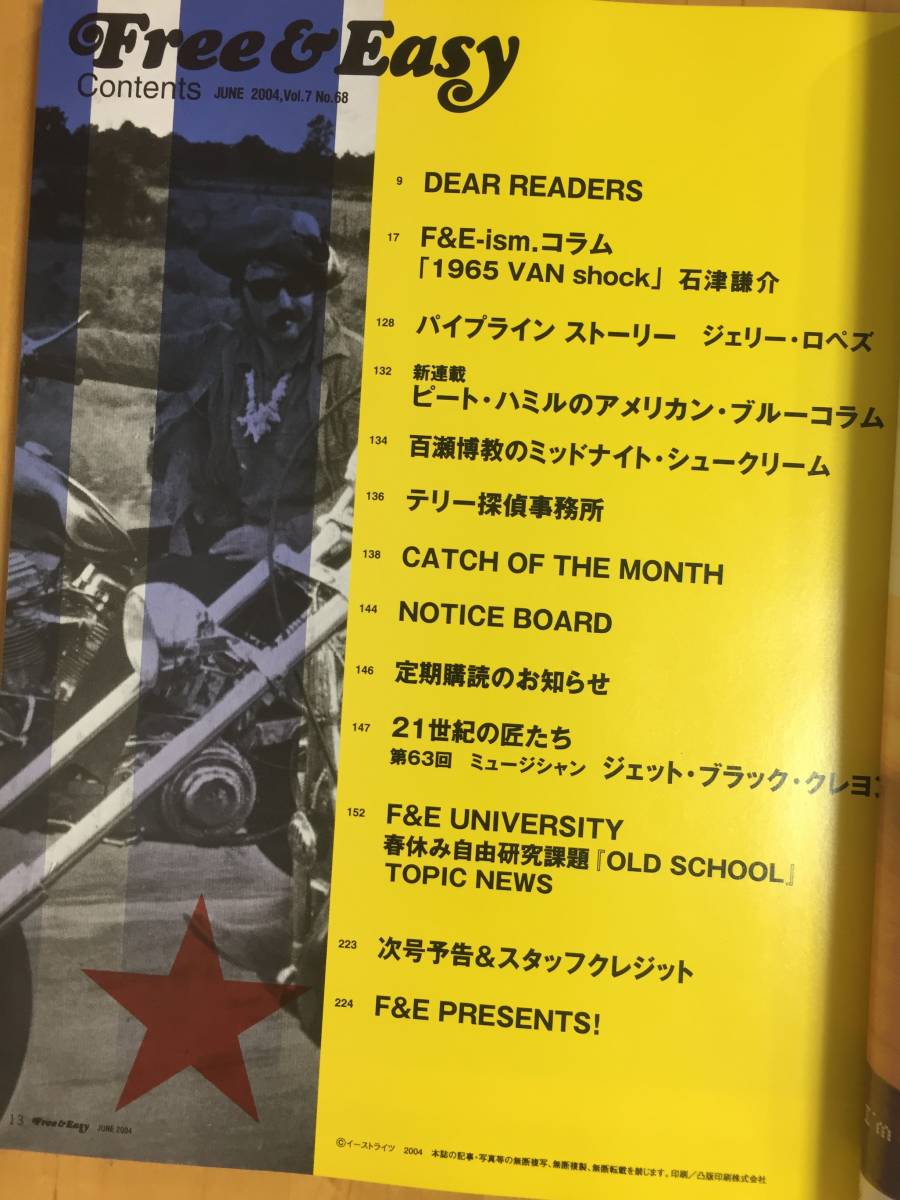 Free & Easy
Contents JUNE 2004, Vol.7 No.68
9 DEAR READERS
17 F&E-ism.コラム
「1965 VAN shock」 石津謙介
128 パイプライン ストーリー ジェリー・ロペズ
132 新連載
ピート・ハミルのアメリカン・ブルーコラム
134 百瀬博教のミッドナイト・シュークリーム
136 テリー探偵事務所
138 CATCH OF THE MONTH
144 NOTICE BOARD
146 定期購読のお知らせ
147 21世紀の匠たち
第63回 ミュージシャン ジェット・ブラック・クレヨ
152 F&E UNIVERSITY
春休み自由研究課題『OLD SCHOOL』
TOPIC NEWS
223 次号予告&スタッフクレジット
224 F&E PRESENTS!
13 Free & Easy JUNE 2004
©イーストライツ 2004 本誌の記事・写真等の無断複写、無断複製、無断転載を禁じます。印刷/凸版印刷株式会社